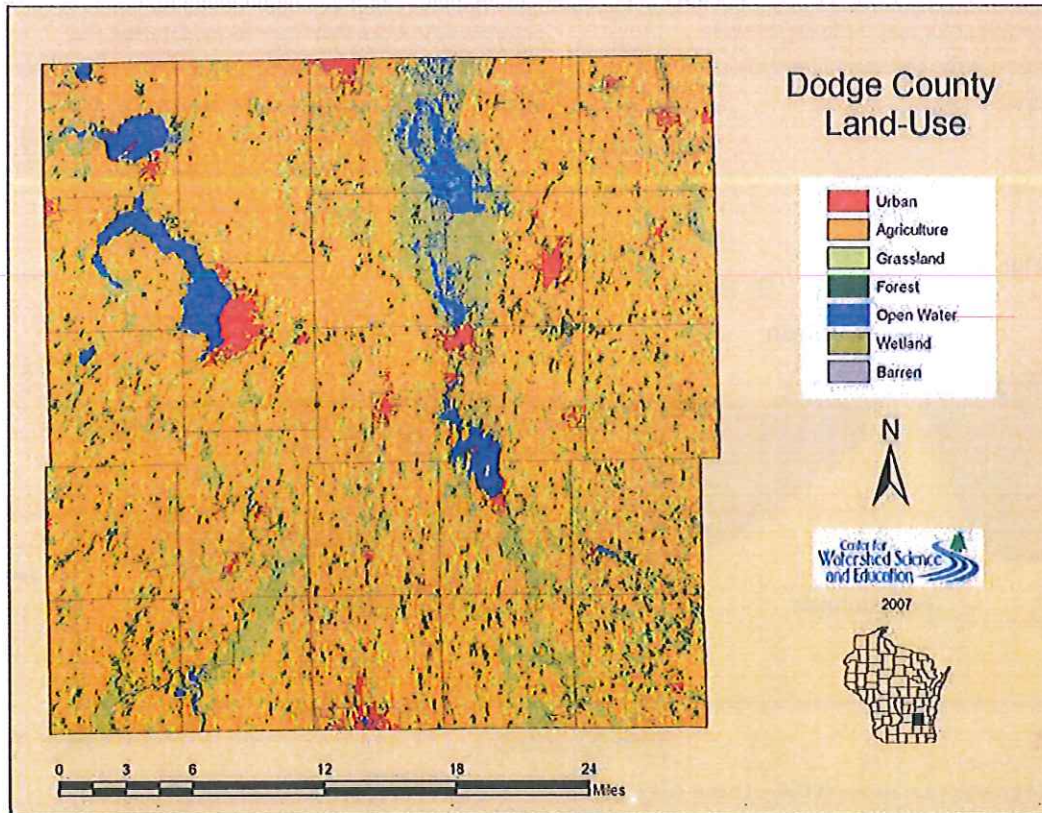 Dodge County
Land-Use
Urban
Agriculture
Grassland
Forest
Open Water
Wetland
Barren
N
Center for
Watershed Science
and Education
2007
0 3 6 12 18 24
Miles